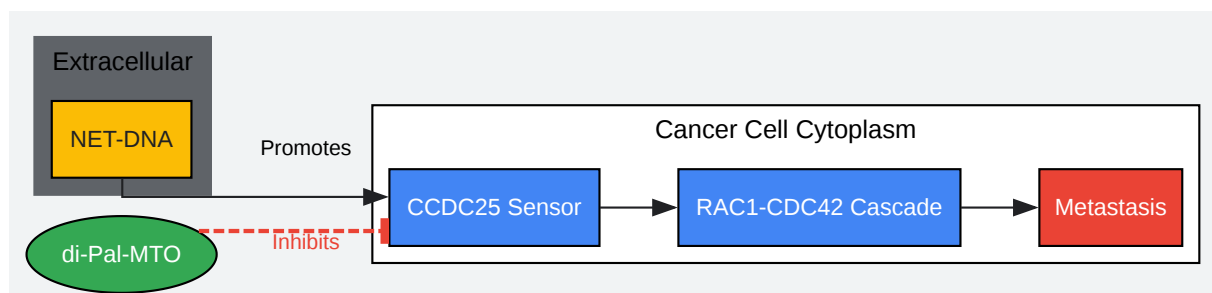 Extracellular
NET-DNA
Promotes
Cancer Cell Cytoplasm
CCDC25 Sensor
RAC1-CDC42 Cascade
Metastasis
Inhibits
di-Pal-MTO